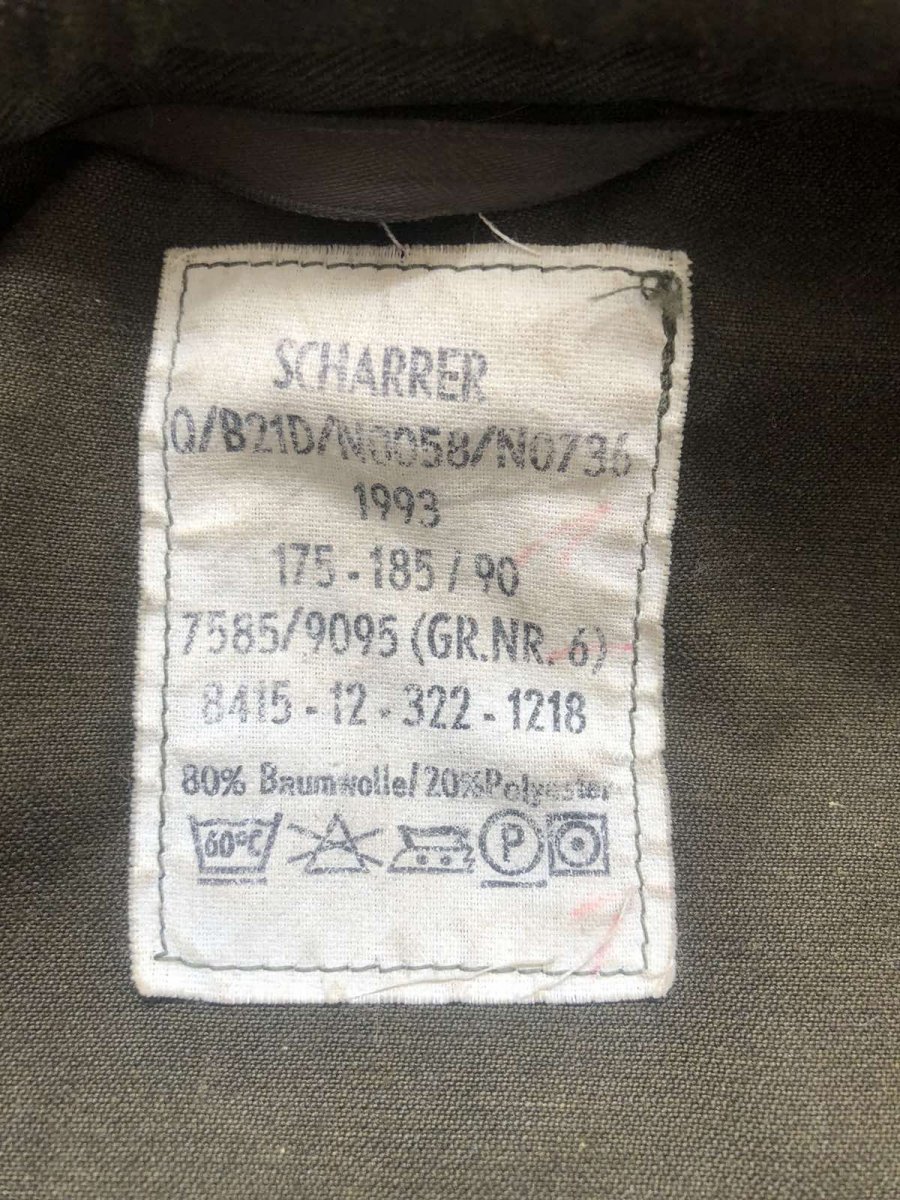 SCHARRER
Q/B21D/N0058/N0736
1993
175-185/90
7585/9095 (GR.NR. 6)
8415-12-322-1218
80% Baumwolle/20%Polyester
60°C P